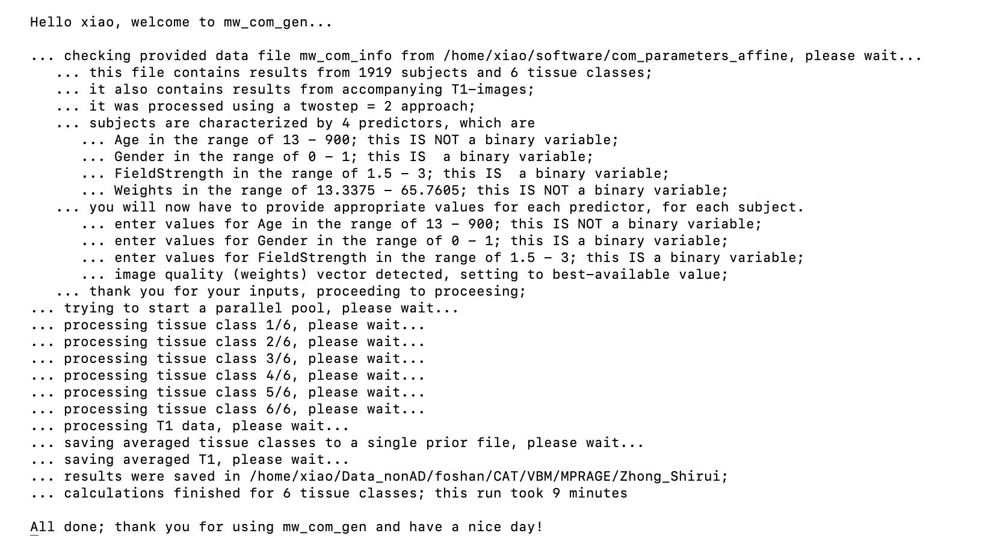 Hello xiao, welcome to mw_com_gen...
... checking provided data file mw_com_info from /home/xiao/software/com_parameters_affine, please wait...
... this file contains results from 1919 subjects and 6 tissue classes;
... it also contains results from accompanying T1-images;
... it was processed using a twostep = 2 approach;
... subjects are characterized by 4 predictors, which are
... Age in the range of 13 - 900; this IS NOT a binary variable;
... Gender in the range of 0 - 1; this IS  a binary variable;
... FieldStrength in the range of 1.5 - 3; this IS  a binary variable;
... Weights in the range of 13.3375 - 65.7605; this IS NOT a binary variable;
... you will now have to provide appropriate values for each predictor, for each subject.
... enter values for Age in the range of 13 - 900; this IS NOT a binary variable;
... enter values for Gender in the range of 0 - 1; this IS a binary variable;
... enter values for FieldStrength in the range of 1.5 - 3; this IS a binary variable;
... image quality (weights) vector detected, setting to best-available value;
... thank you for your inputs, proceeding to proceesing;
... trying to start a parallel pool, please wait...
... processing tissue class 1/6, please wait...
... processing tissue class 2/6, please wait...
... processing tissue class 3/6, please wait...
... processing tissue class 4/6, please wait...
... processing tissue class 5/6, please wait...
... processing tissue class 6/6, please wait...
... processing T1 data, please wait...
... saving averaged tissue classes to a single prior file, please wait...
... saving averaged T1, please wait...
... results were saved in /home/xiao/Data_nonAD/foshan/CAT/VBM/MPRAGE/Zhong_Shirui;
... calculations finished for 6 tissue classes; this run took 9 minutes
All done; thank you for using mw_com_gen and have a nice day!